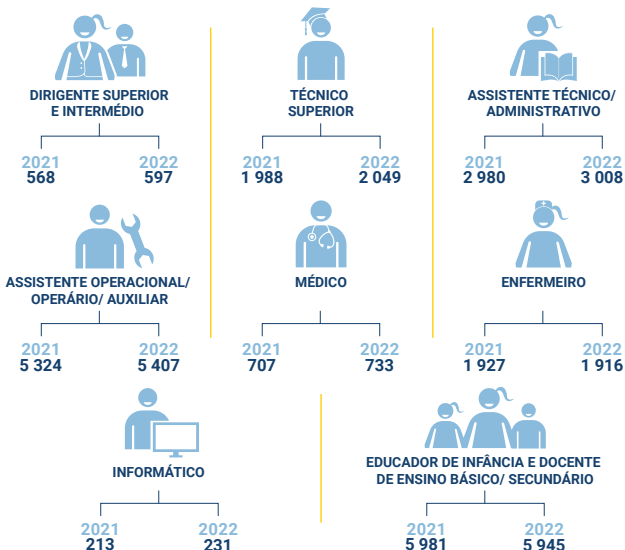 DIRIGENTE SUPERIOR
E INTERMÉDIO
2021
568
2022
597
TÉCNICO
SUPERIOR
2021
1 988
2022
2 049
ASSISTENTE TÉCNICO/
ADMINISTRATIVO
2021
2 980
2022
3 008
ASSISTENTE OPERACIONAL/
OPERÁRIO/ AUXILIAR
2021
5 324
2022
5 407
MÉDICO
2021
707
2022
733
ENFERMEIRO
2021
1 927
2022
1 916
INFORMÁTICO
2021
213
2022
231
EDUCADOR DE INFÂNCIA E DOCENTE
DE ENSINO BÁSICO/ SECUNDÁRIO
2021
5 981
2022
5 945